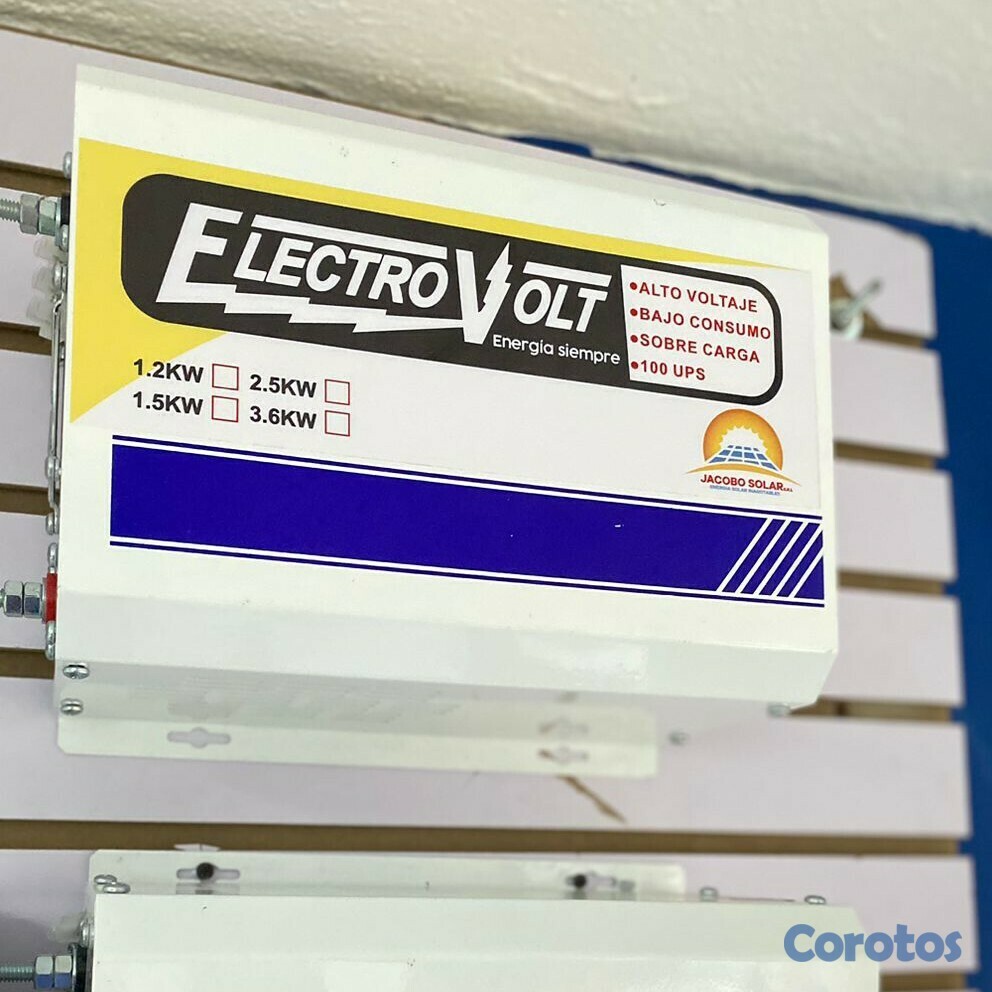 ELECTROVOLT
Energía siempre
•ALTO VOLTAJE
•BAJO CONSUMO
•SOBRE CARGA
•100 UPS
1.2KW 2.5KW
1.5KW 3.6KW
JACOBO SOLAR
Corotos